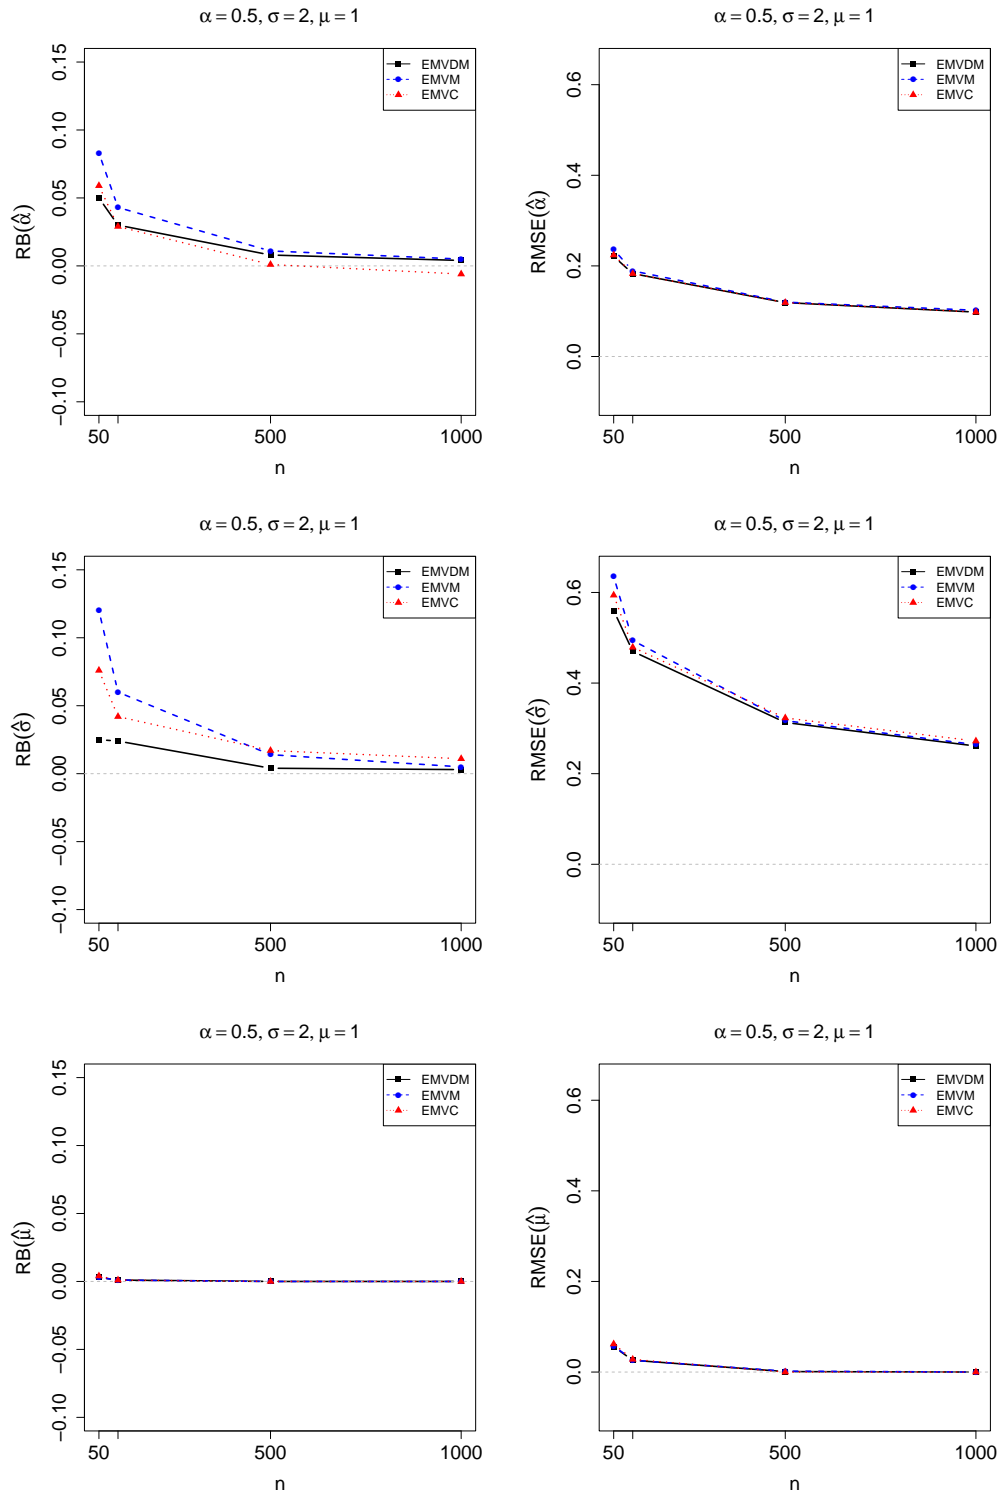 α = 0.5, σ = 2, μ = 1
RB(α̂)
0.15
0.10
0.05
0.00
−0.05
−0.10
50
500
1000
n
EMVDM
EMVM
EMVC
α = 0.5, σ = 2, μ = 1
RMSE(α̂)
0.6
0.4
0.2
0.0
50
500
1000
n
EMVDM
EMVM
EMVC
α = 0.5, σ = 2, μ = 1
RB(σ̂)
0.15
0.10
0.05
0.00
−0.05
−0.10
50
500
1000
n
EMVDM
EMVM
EMVC
α = 0.5, σ = 2, μ = 1
RMSE(σ̂)
0.6
0.4
0.2
0.0
50
500
1000
n
EMVDM
EMVM
EMVC
α = 0.5, σ = 2, μ = 1
RB(μ̂)
0.15
0.10
0.05
0.00
−0.05
−0.10
50
500
1000
n
EMVDM
EMVM
EMVC
α = 0.5, σ = 2, μ = 1
RMSE(μ̂)
0.6
0.4
0.2
0.0
50
500
1000
n
EMVDM
EMVM
EMVC